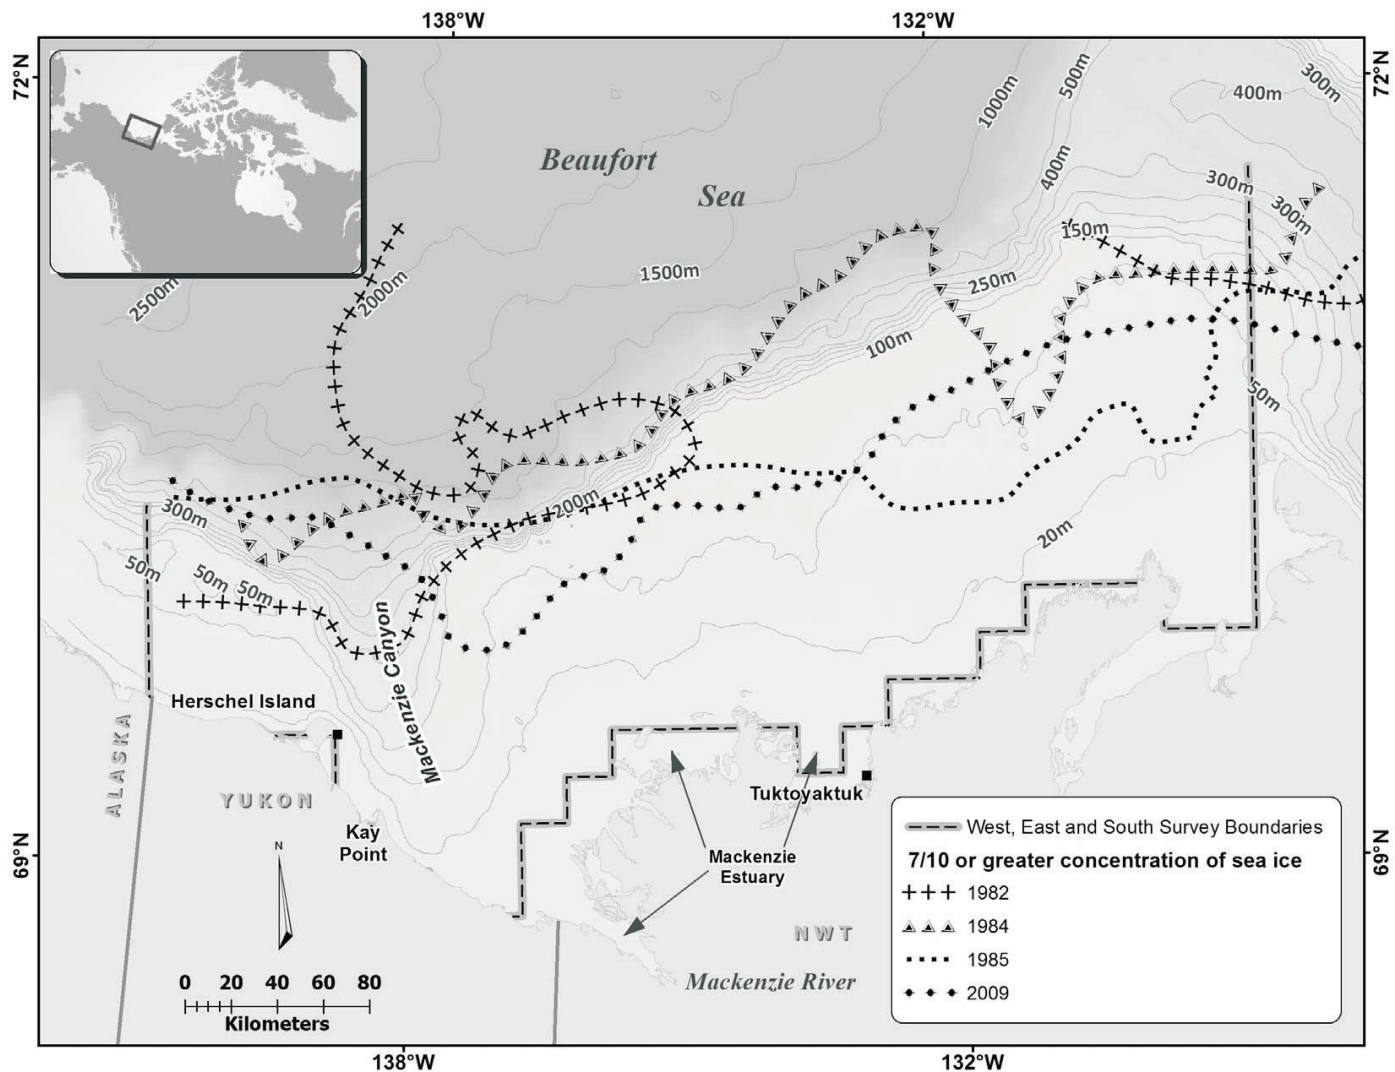 138°W
132°W
72°N
72°N
300m
500m
400m
1000m
Beaufort
Sea
400m
300m
300m
150m
1500m
2000m
2500m
250m
100m
50m
200m
300m
20m
50m
50m
50m
Mackenzie Canyon
Herschel Island
ALASKA
YUKON
Tuktoyaktuk
Kay
Point
Mackenzie
Estuary
69°N
69°N
N
NWT
Mackenzie River
0 20 40 60 80
Kilometers
West, East and South Survey Boundaries
7/10 or greater concentration of sea ice
1982
1984
1985
2009
138°W
132°W